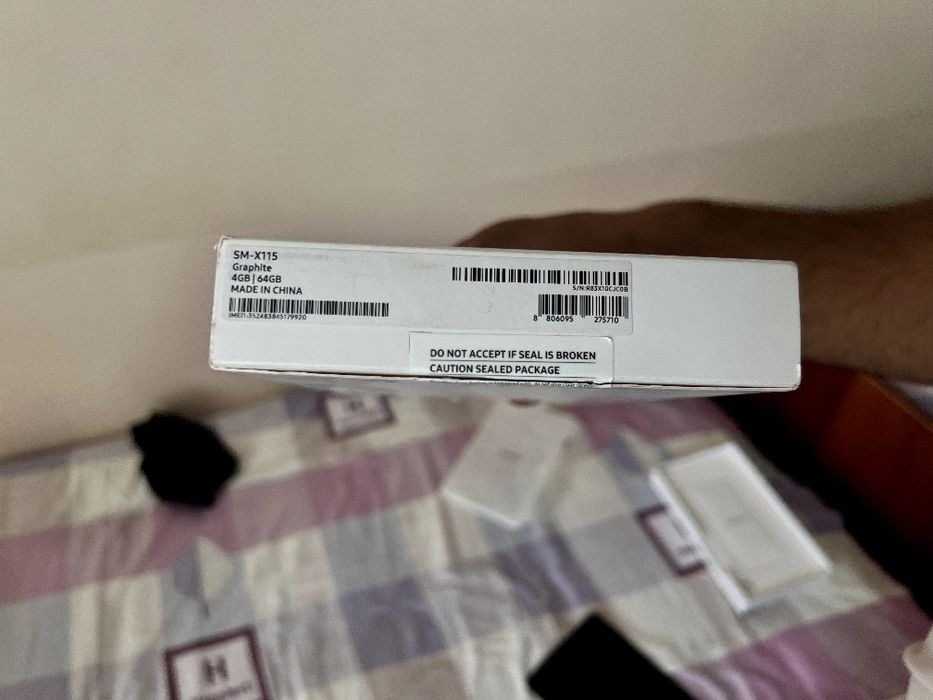 SM-X115
Graphite
4GB | 64GB
MADE IN CHINA
IMEI1:352483845179920
S/N:R83X10CJC0B
8 806095 275710
DO NOT ACCEPT IF SEAL IS BROKEN
CAUTION SEALED PACKAGE
H